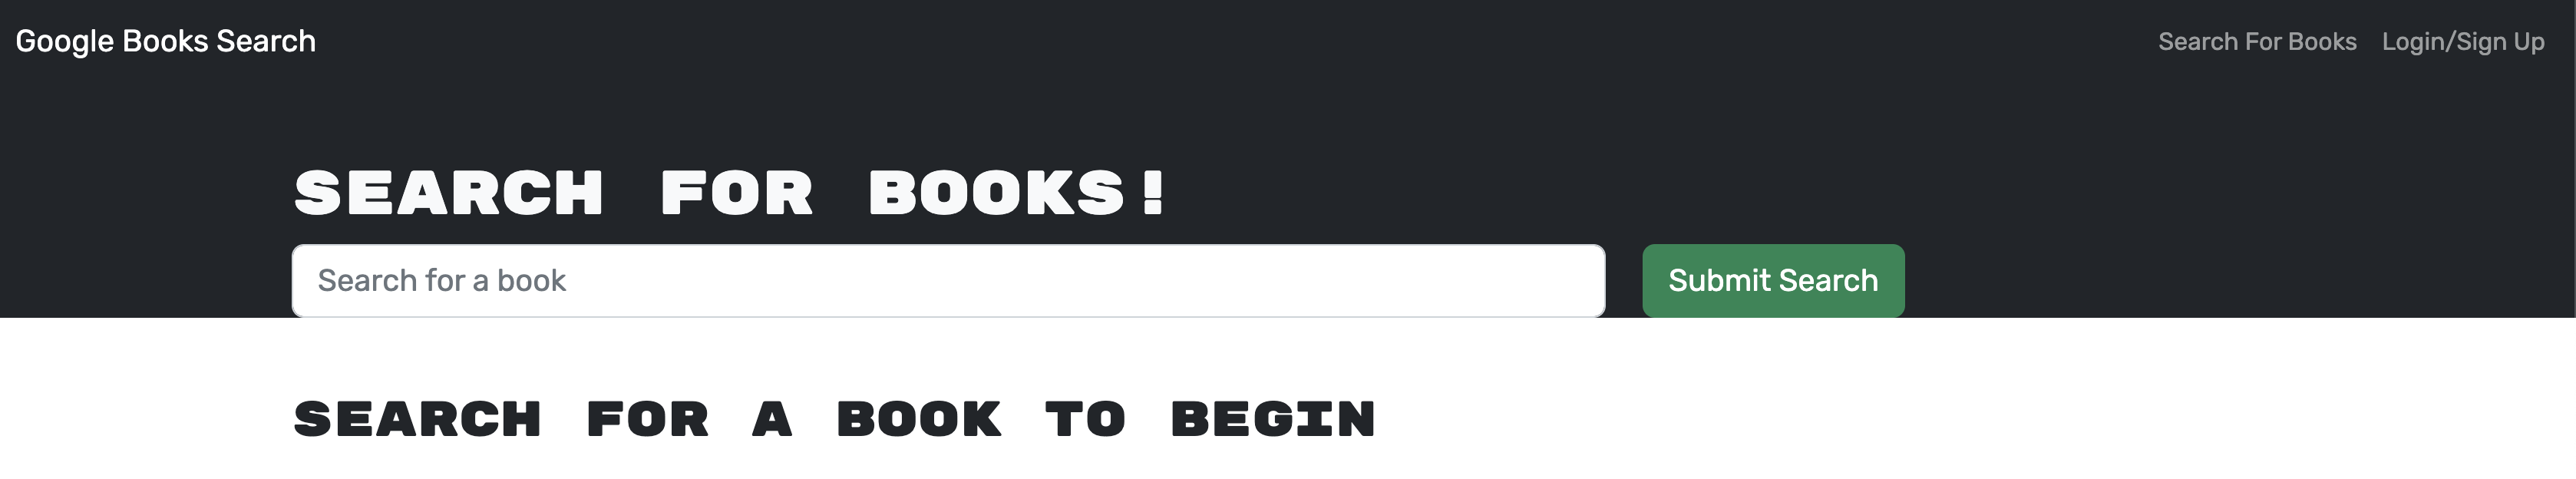 Google Books Search
Search For Books
Login/Sign Up
SEARCH FOR BOOKS!
Search for a book
Submit Search
SEARCH FOR A BOOK TO BEGIN